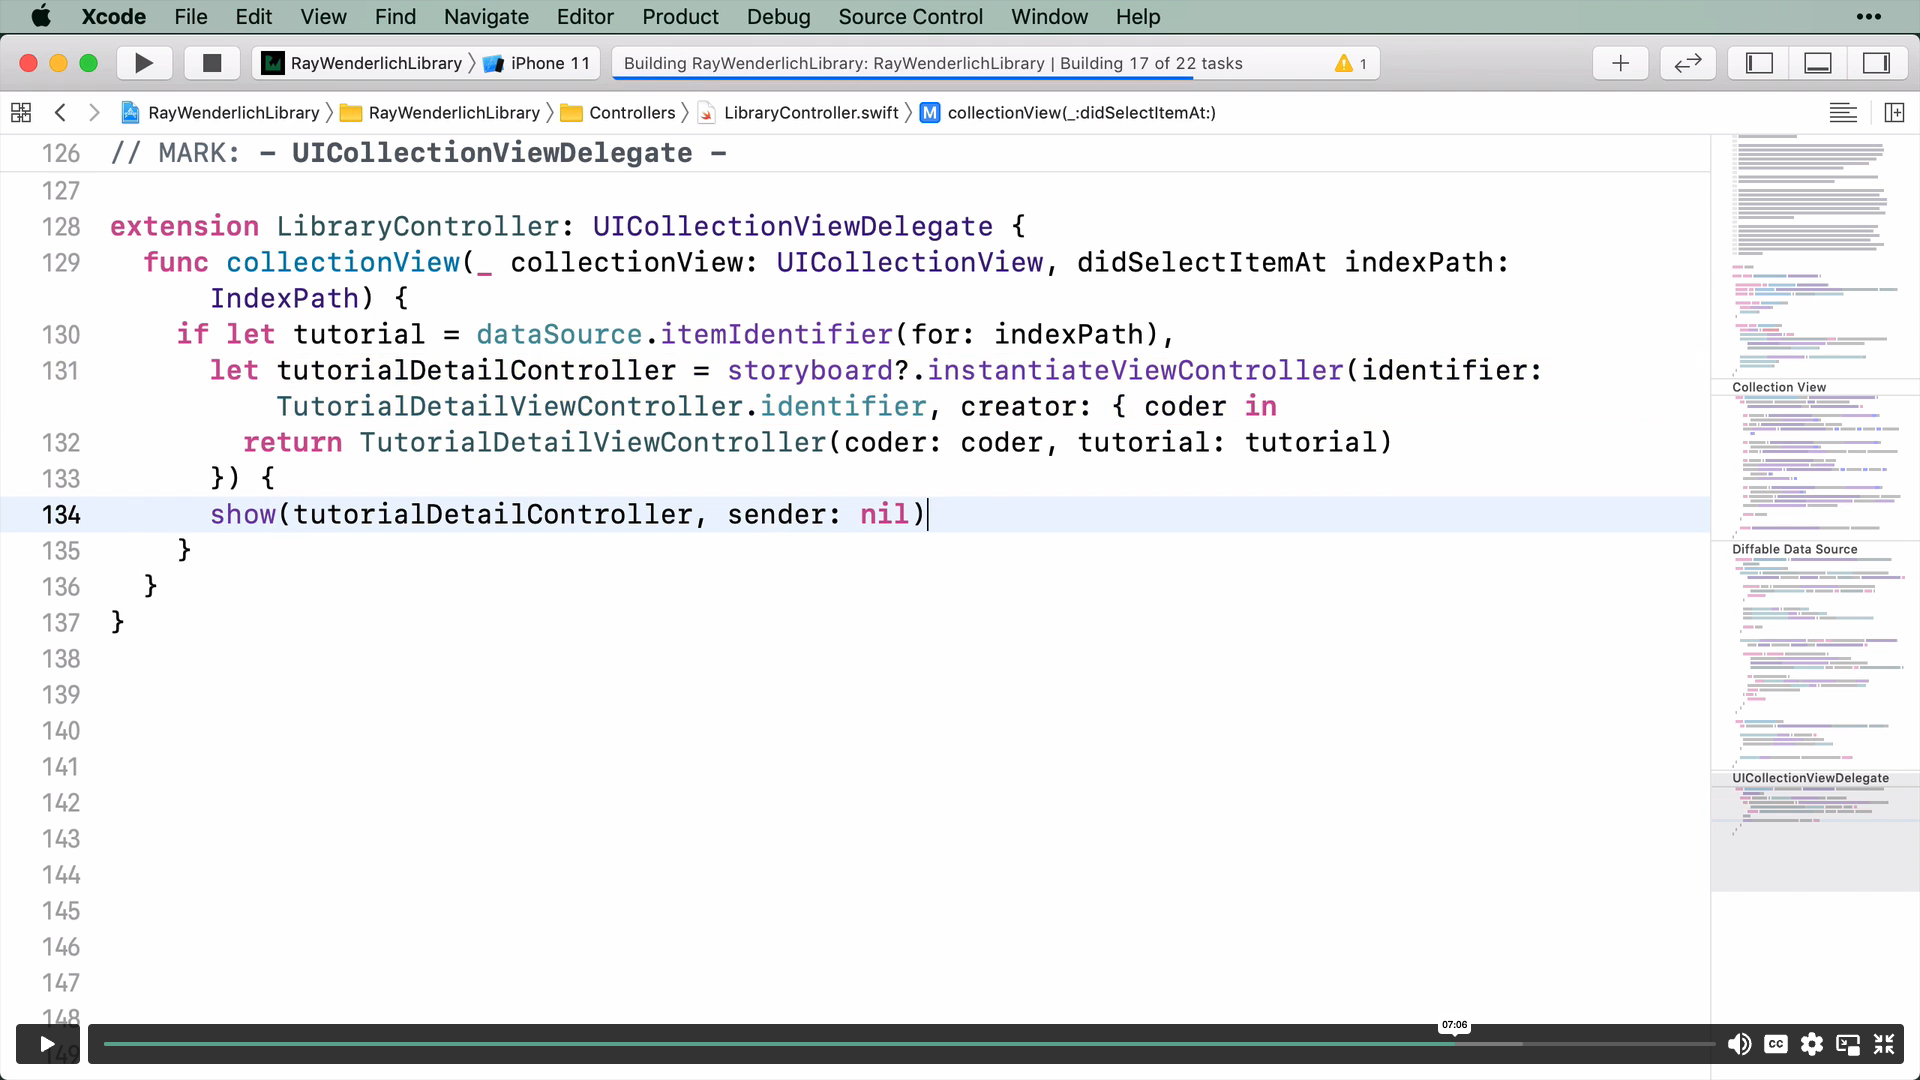 Xcode File Edit View Find Navigate Editor Product Debug Source Control Window Help •••
RayWenderlichLibrary 〉 iPhone 11
Building RayWenderlichLibrary: RayWenderlichLibrary | Building 17 of 22 tasks
1
RayWenderlichLibrary 〉 RayWenderlichLibrary 〉 Controllers 〉 LibraryController.swift 〉 M collectionView(_:didSelectItemAt:)
126 // MARK: - UICollectionViewDelegate -
127
128 extension LibraryController: UICollectionViewDelegate {
129 func collectionView(_ collectionView: UICollectionView, didSelectItemAt indexPath:
IndexPath) {
130 if let tutorial = dataSource.itemIdentifier(for: indexPath),
131 let tutorialDetailController = storyboard?.instantiateViewController(identifier:
TutorialDetailViewController.identifier, creator: { coder in
132 return TutorialDetailViewController(coder: coder, tutorial: tutorial)
133 }) {
134 show(tutorialDetailController, sender: nil)
135 }
136 }
137 }
138
139
140
141
142
143
144
145
146
147
148
149
Collection View
Diffable Data Source
UICollectionViewDelegate
07:06
CC